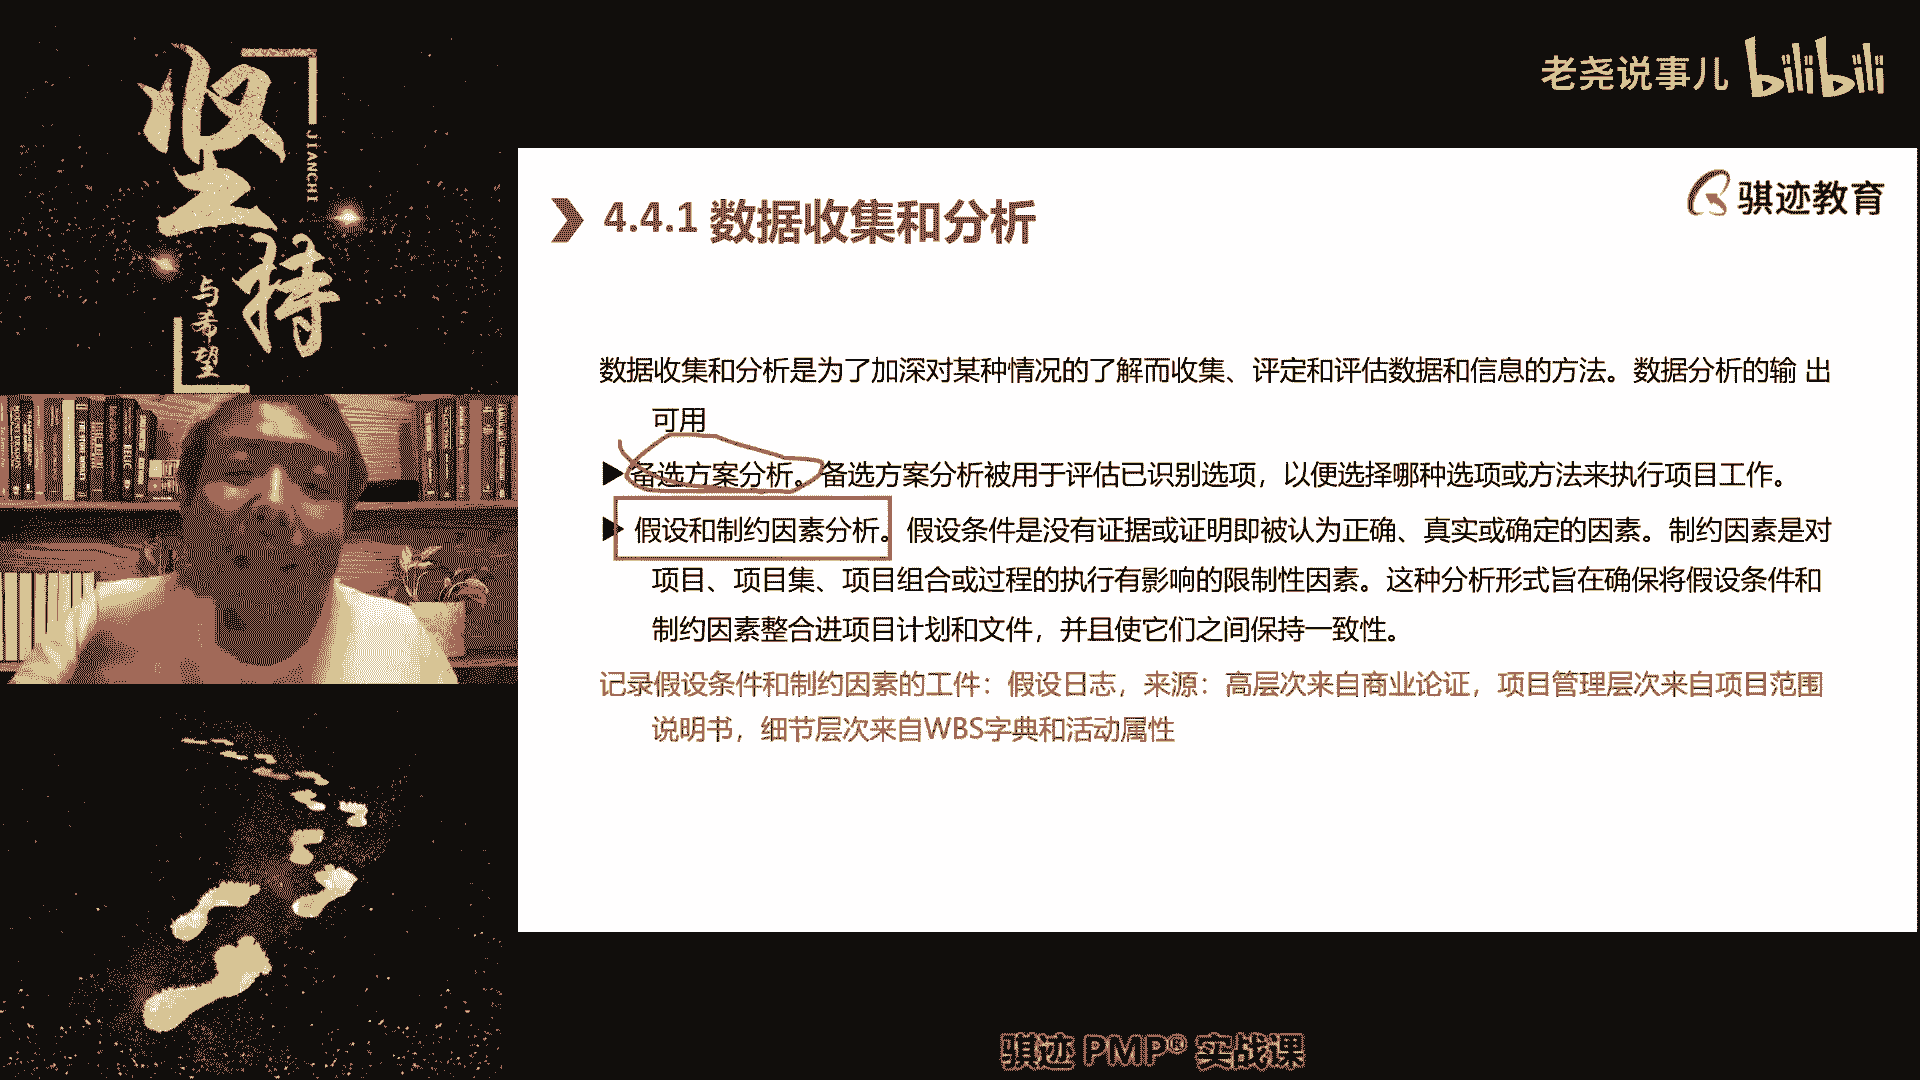 坚持
JIANCHI
与希望
老尧说事儿 bilibili
骐迹教育
4.4.1 数据收集和分析
数据收集和分析是为了加深对某种情况的了解而收集、评定和评估数据和信息的方法。数据分析的输 出
可用
▶备选方案分析。备选方案分析被用于评估已识别选项，以便选择哪种选项或方法来执行项目工作。
▶ 假设和制约因素分析。假设条件是没有证据或证明即被认为正确、真实或确定的因素。制约因素是对
项目、项目集、项目组合或过程的执行有影响的限制性因素。这种分析形式旨在确保将假设条件和
制约因素整合进项目计划和文件，并且使它们之间保持一致性。
记录假设条件和制约因素的工件：假设日志，来源：高层次来自商业论证，项目管理层次来自项目范围
说明书，细节层次来自WBS字典和活动属性
骐迹 PMP® 实战课